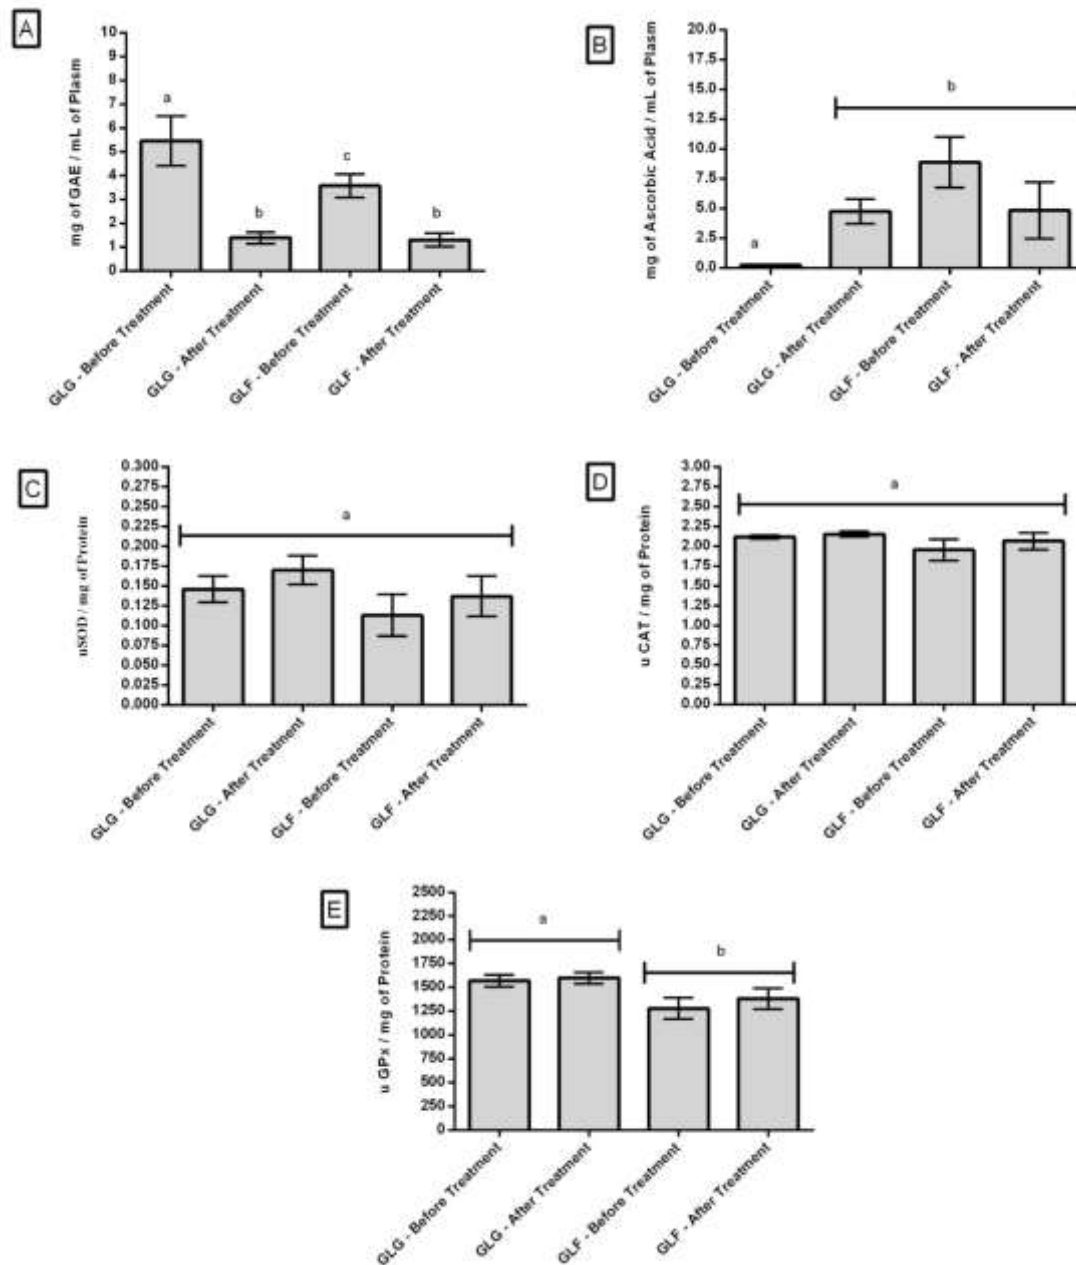 A
mg of GAE / mL of Plasm
10
9
8
7
6
5
4
3
2
1
0
a
b
c
b
GLG - Before Treatment
GLG - After Treatment
GLF - Before Treatment
GLF - After Treatment
B
mg of Ascorbic Acid / mL of Plasm
20.0
17.5
15.0
12.5
10.0
7.5
5.0
2.5
0.0
a
b
GLG - Before Treatment
GLG - After Treatment
GLF - Before Treatment
GLF - After Treatment
C
uSOD / mg of Protein
0.300
0.275
0.250
0.225
0.200
0.175
0.150
0.125
0.100
0.075
0.050
0.025
0.000
a
GLG - Before Treatment
GLG - After Treatment
GLF - Before Treatment
GLF - After Treatment
D
u CAT / mg of Protein
3.00
2.75
2.50
2.25
2.00
1.75
1.50
1.25
1.00
0.75
0.50
0.25
0.00
a
GLG - Before Treatment
GLG - After Treatment
GLF - Before Treatment
GLF - After Treatment
E
u GPx / mg of Protein
2500
2250
2000
1750
1500
1250
1000
750
500
250
0
a
b
GLG - Before Treatment
GLG - After Treatment
GLF - Before Treatment
GLF - After Treatment